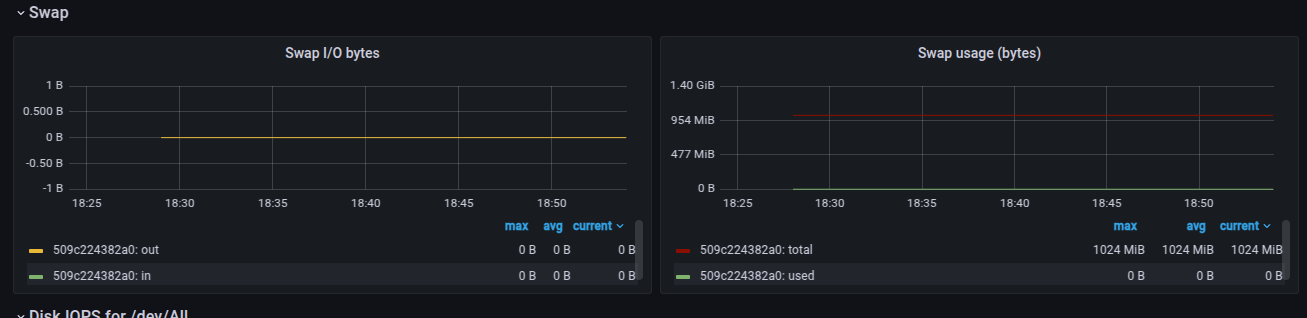 Swap
Swap I/O bytes
1 B
0.500 B
0 B
-0.50 B
-1 B
18:25 18:30 18:35 18:40 18:45 18:50
max avg current
509c224382a0: out 0 B 0 B 0 B
509c224382a0: in 0 B 0 B 0 B
Swap usage (bytes)
1.40 GiB
954 MiB
477 MiB
0 B
18:25 18:30 18:35 18:40 18:45 18:50
max avg current
509c224382a0: total 1024 MiB 1024 MiB 1024 MiB
509c224382a0: used 0 B 0 B 0 B
Disk IOPS for /dev/All